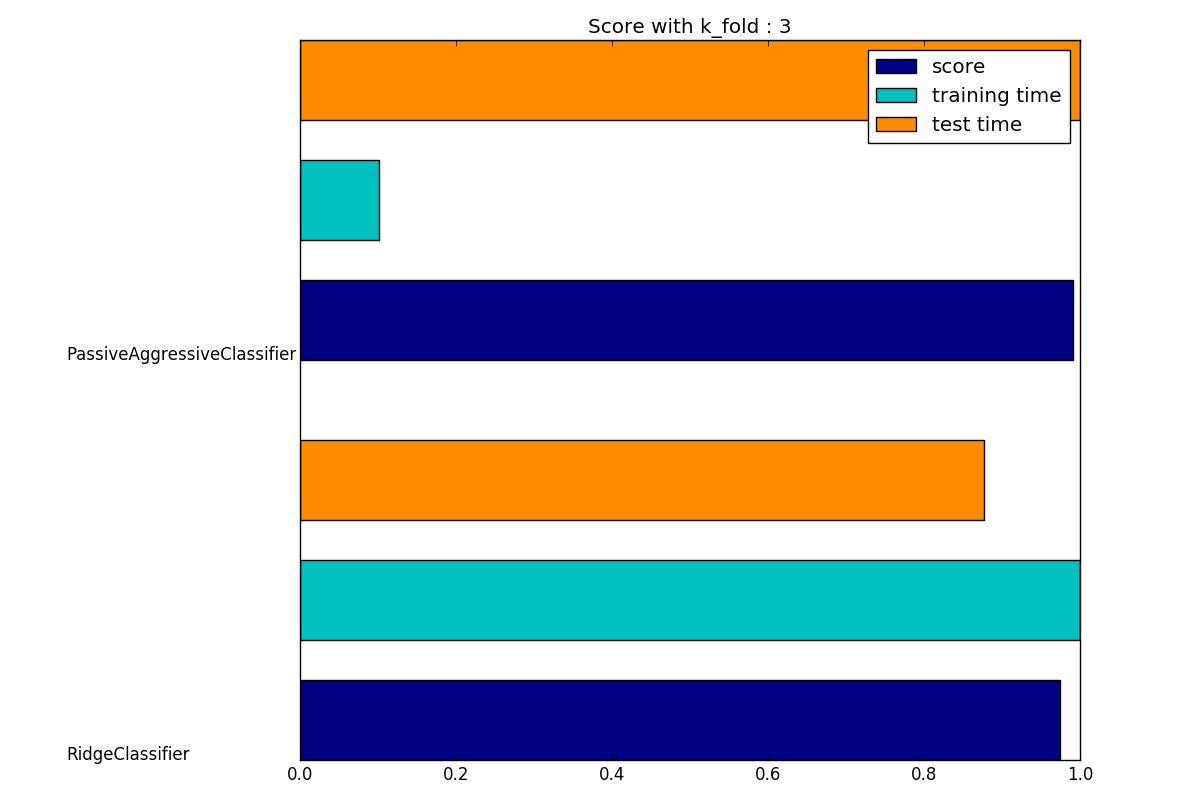 Score with k_fold : 3
score
training time
test time
PassiveAggressiveClassifier
RidgeClassifier
0.0 0.2 0.4 0.6 0.8 1.0